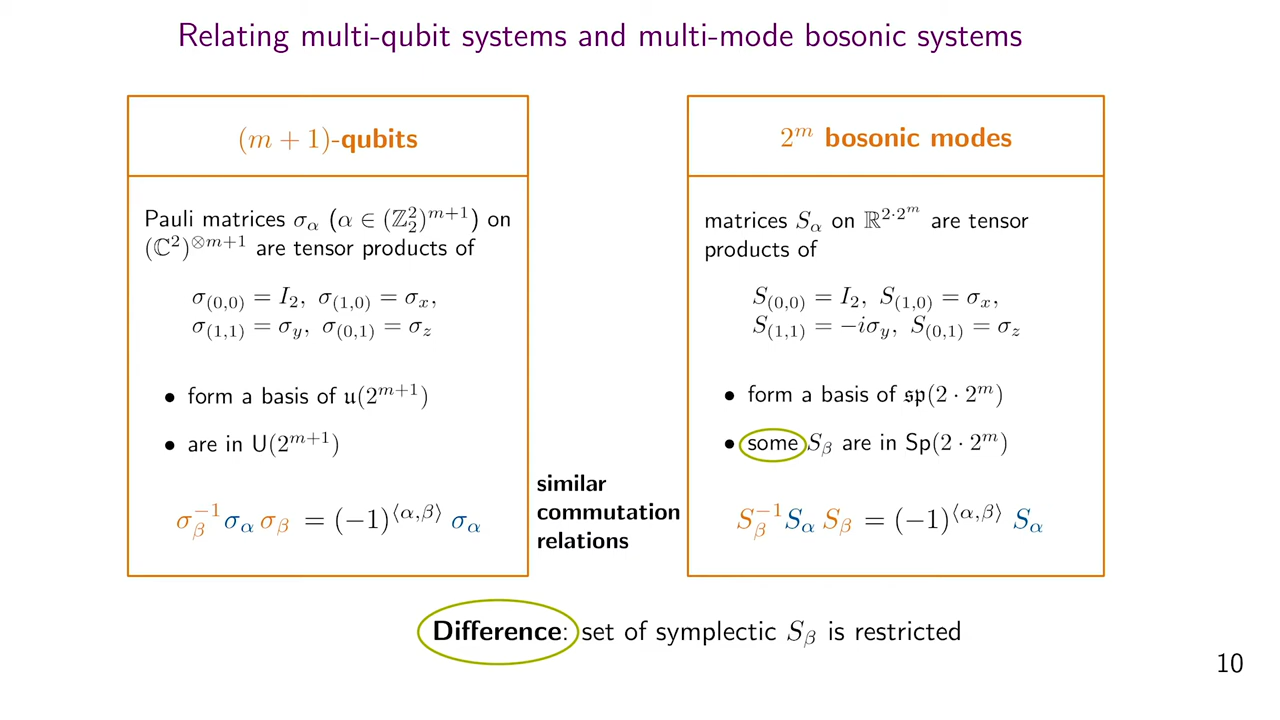 Relating multi-qubit systems and multi-mode bosonic systems
(m + 1)-qubits
Pauli matrices σ_α (α ∈ (ℤ₂²)^{m+1}) on
(ℂ²)^{⊗m+1} are tensor products of
σ_{(0,0)} = I₂, σ_{(1,0)} = σ_x,
σ_{(1,1)} = σ_y, σ_{(0,1)} = σ_z
• form a basis of 𝔲(2^{m+1})
• are in U(2^{m+1})
σ_β^{−1} σ_α σ_β = (−1)^{⟨α,β⟩} σ_α
similar
commutation
relations
2^m bosonic modes
matrices S_α on ℝ^{2·2^m} are tensor
products of
S_{(0,0)} = I₂, S_{(1,0)} = σ_x,
S_{(1,1)} = −iσ_y, S_{(0,1)} = σ_z
• form a basis of 𝔰𝔭(2 · 2^m)
• some S_β are in Sp(2 · 2^m)
S_β^{−1} S_α S_β = (−1)^{⟨α,β⟩} S_α
Difference: set of symplectic S_β is restricted
10